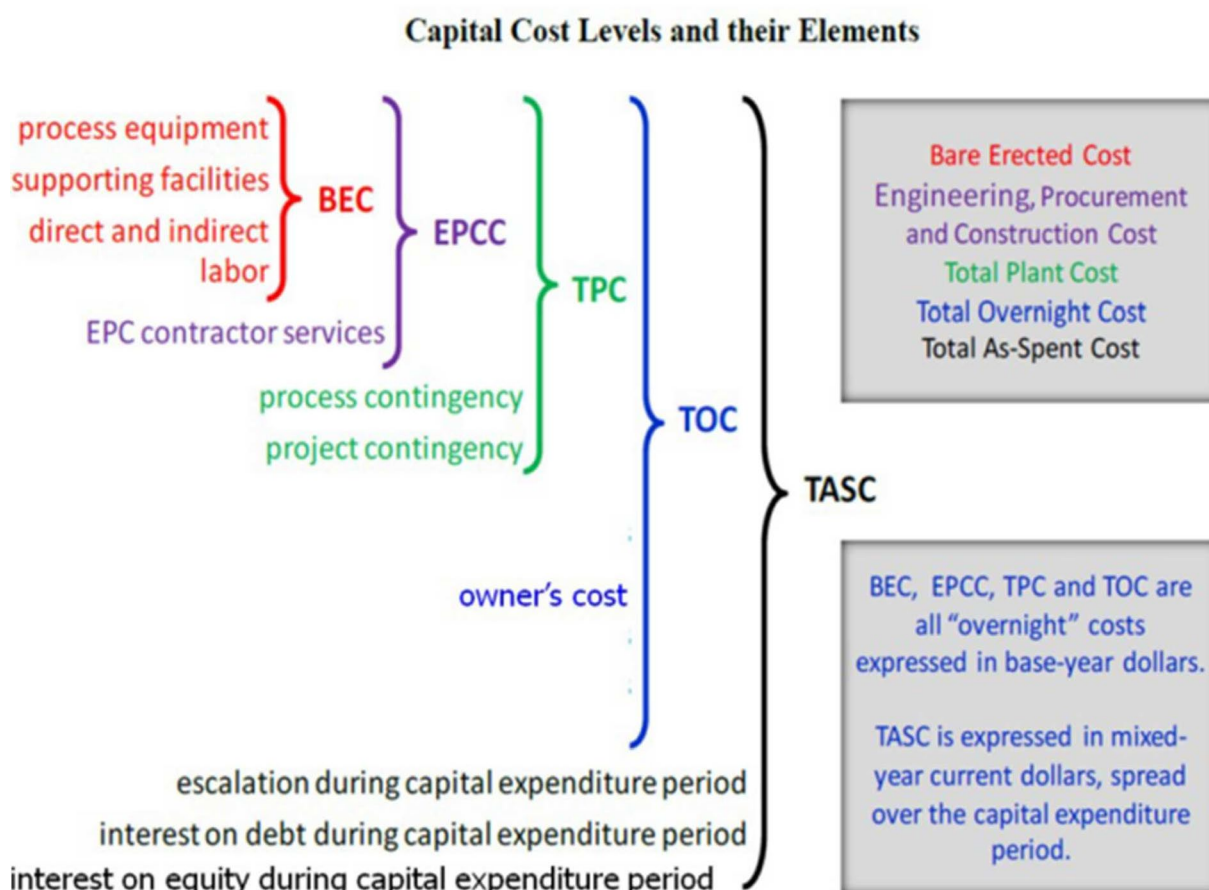 Capital Cost Levels and their Elements
process equipment
supporting facilities
direct and indirect
labor
BEC
EPC contractor services
EPCC
process contingency
project contingency
TPC
owner's cost
TOC
escalation during capital expenditure period
interest on debt during capital expenditure period
interest on equity during capital expenditure period
TASC
Bare Erected Cost
Engineering, Procurement
and Construction Cost
Total Plant Cost
Total Overnight Cost
Total As-Spent Cost
BEC, EPCC, TPC and TOC are
all “overnight” costs
expressed in base-year dollars.
TASC is expressed in mixed-
year current dollars, spread
over the capital expenditure
period.